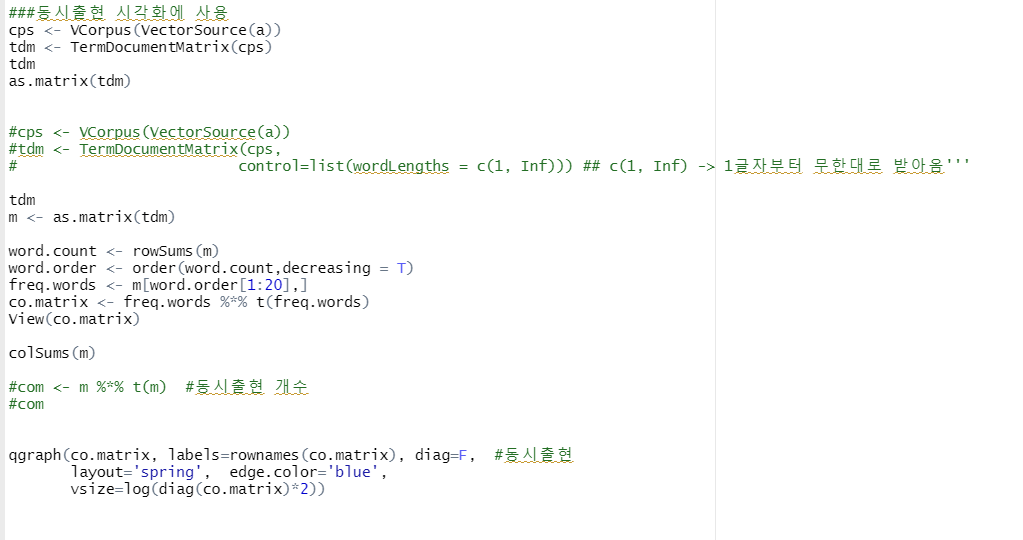 ###동시출현 시각화에 사용
cps <- VCorpus(VectorSource(a))
tdm <- TermDocumentMatrix(cps)
tdm
as.matrix(tdm)
#cps <- VCorpus(VectorSource(a))
#tdm <- TermDocumentMatrix(cps,
#                          control=list(wordLengths = c(1, Inf))) ## c(1, Inf) -> 1글자부터 무한대로 받아옴'''
tdm
m <- as.matrix(tdm)
word.count <- rowSums(m)
word.order <- order(word.count,decreasing = T)
freq.words <- m[word.order[1:20],]
co.matrix <- freq.words %*% t(freq.words)
View(co.matrix)
colSums(m)
#com <- m %*% t(m)  #동시출현 개수
#com
qgraph(co.matrix, labels=rownames(co.matrix), diag=F,  #동시출현
       layout='spring',  edge.color='blue',
       vsize=log(diag(co.matrix)*2))